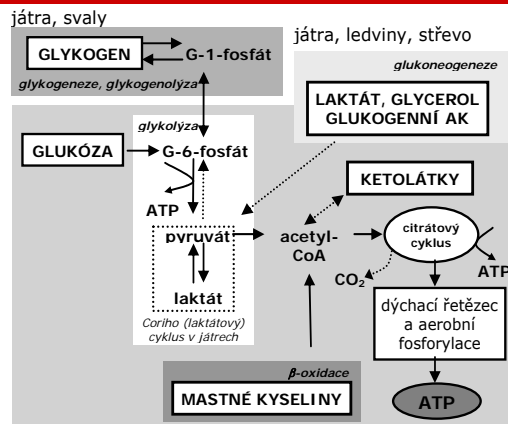 játra, svaly
GLYKOGEN
G-1-fosfát
glykogeneze, glykogenolýza
játra, ledviny, střevo
glukoneogeneze
LAKTÁT, GLYCEROL
GLUKOGENNÍ AK
glykolýza
GLUKÓZA
G-6-fosfát
KETOLÁTKY
ATP
pyruvát
acetyl-
CoA
citrátový
cyklus
CO2
ATP
laktát
Coriho (laktátový)
cyklus v játrech
dýchací řetězec
a aerobní
fosforylace
β-oxidace
MASTNÉ KYSELINY
ATP